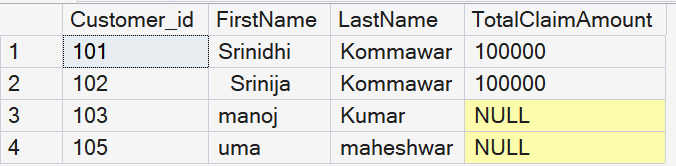 Customer_id FirstName LastName TotalClaimAmount
1 101 Srinidhi Kommawar 100000
2 102 Srinija Kommawar 100000
3 103 manoj Kumar NULL
4 105 uma maheshwar NULL